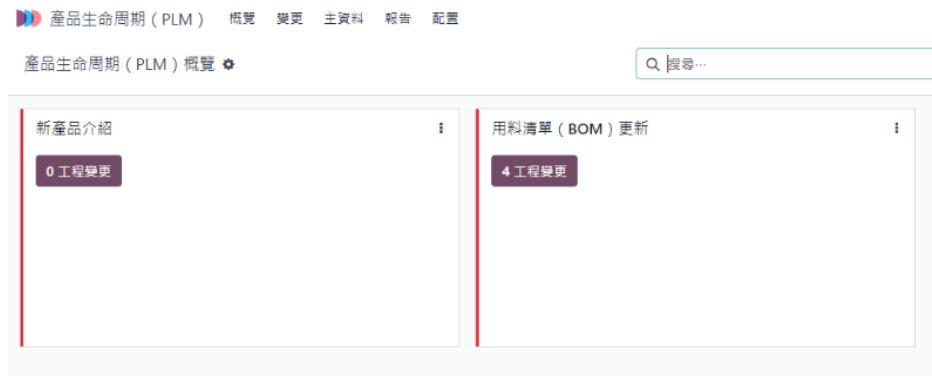 產品生命周期（PLM） 概覽 變更 主資料 報告 配置
產品生命周期（PLM）概覽
搜尋…
新產品介紹
0 工程變更
用料清單（BOM）更新
4 工程變更